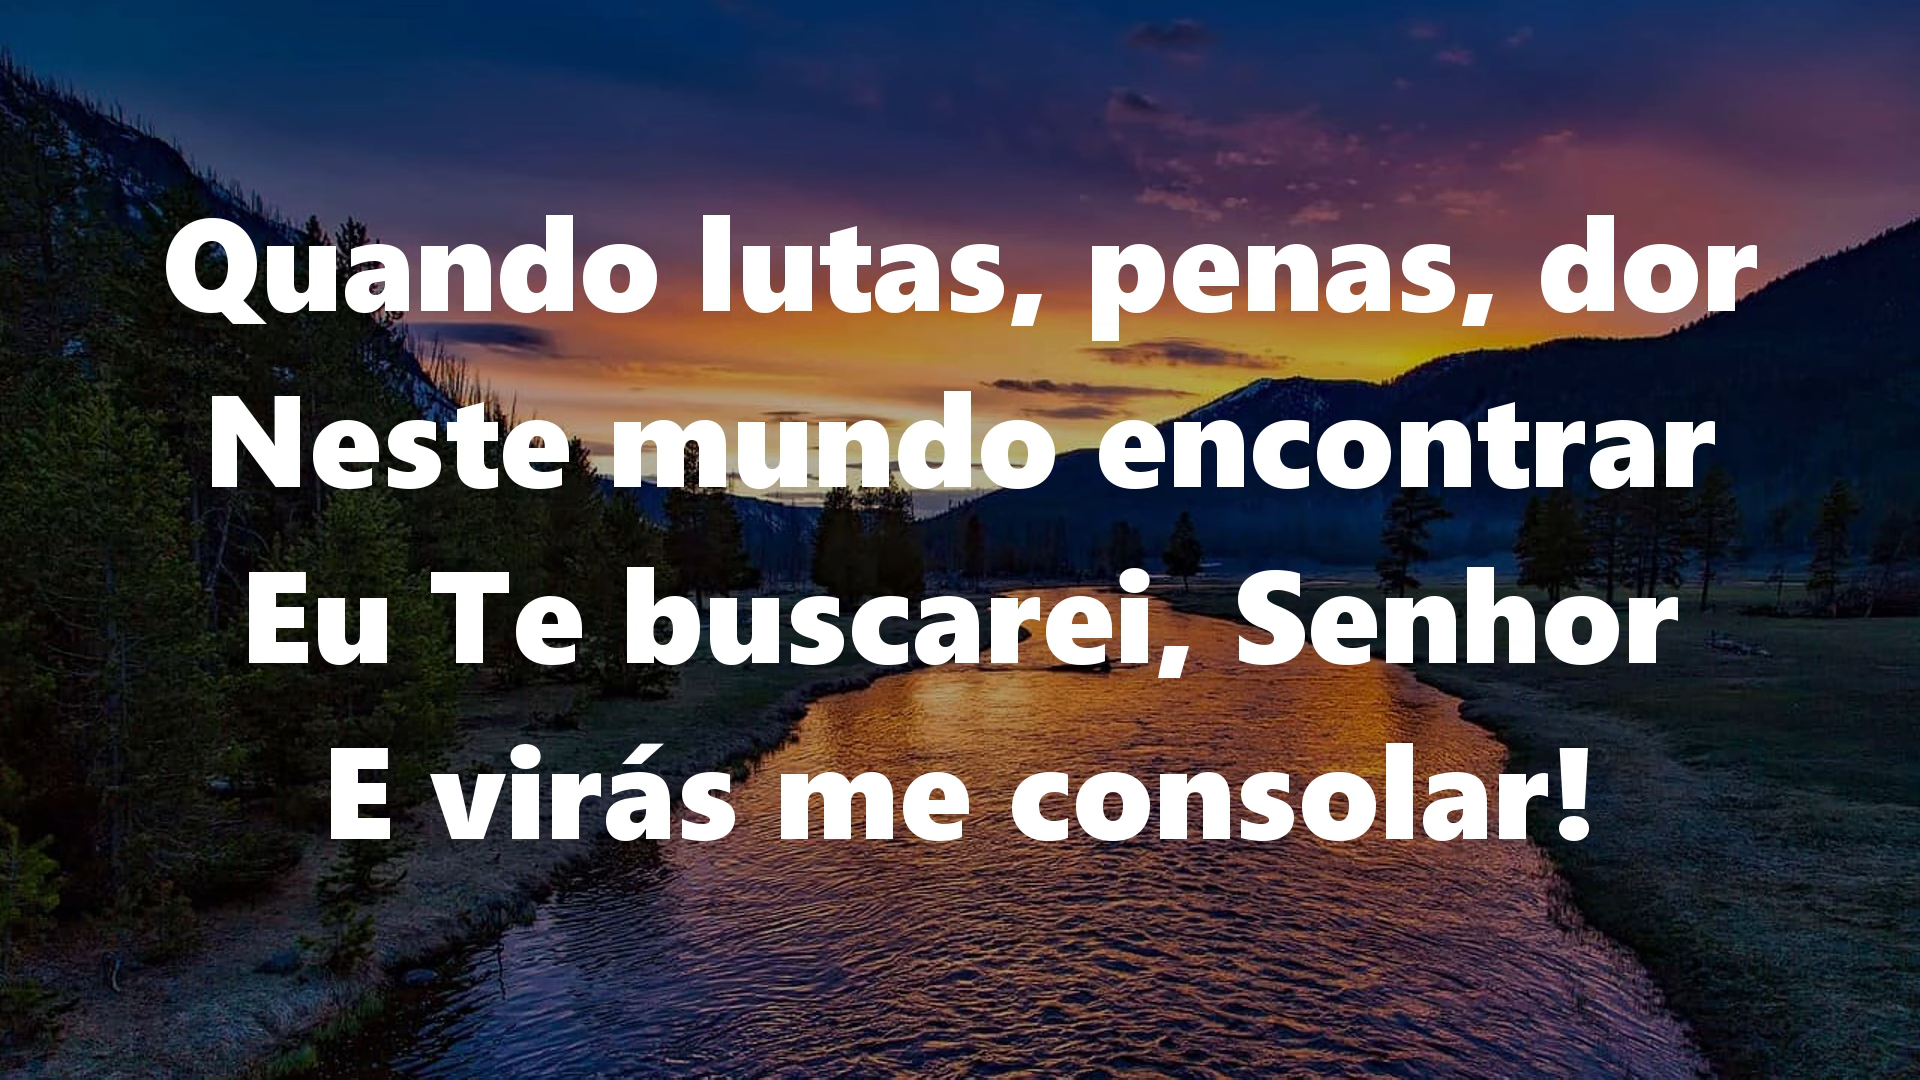 Quando lutas, penas, dor
Neste mundo encontrar
Eu Te buscarei, Senhor
E virás me consolar!